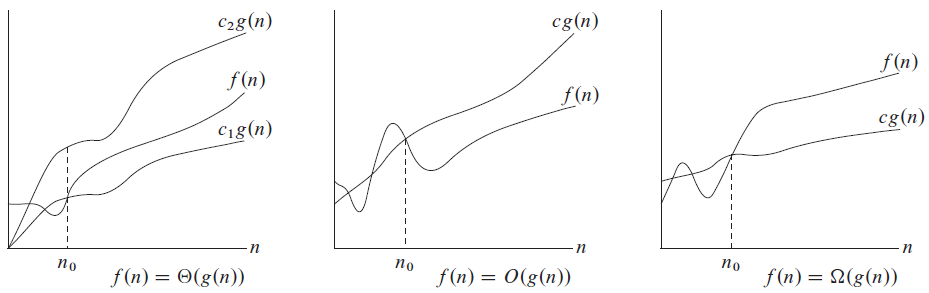 c₂g(n)
f(n)
c₁g(n)
n
n₀
f(n) = Θ(g(n))
cg(n)
f(n)
n
n₀
f(n) = O(g(n))
f(n)
cg(n)
n
n₀
f(n) = Ω(g(n))